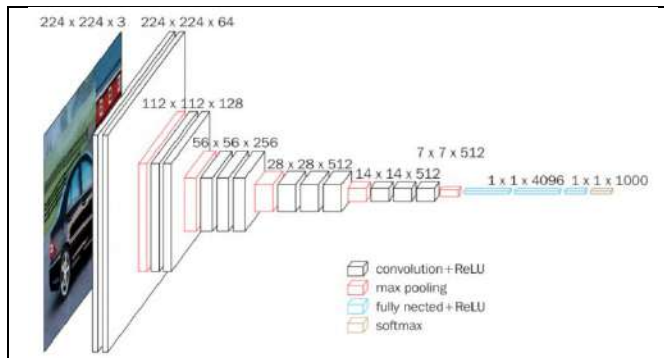 224 x 224 x 3   224 x 224 x 64
112 x 112 x 128
56 x 56 x 256
28 x 28 x 512
7 x 7 x 512
14 x 14 x 512
1 x 1 x 4096   1 x 1 x 1000
convolution+ReLU
max pooling
fully nected+ReLU
softmax